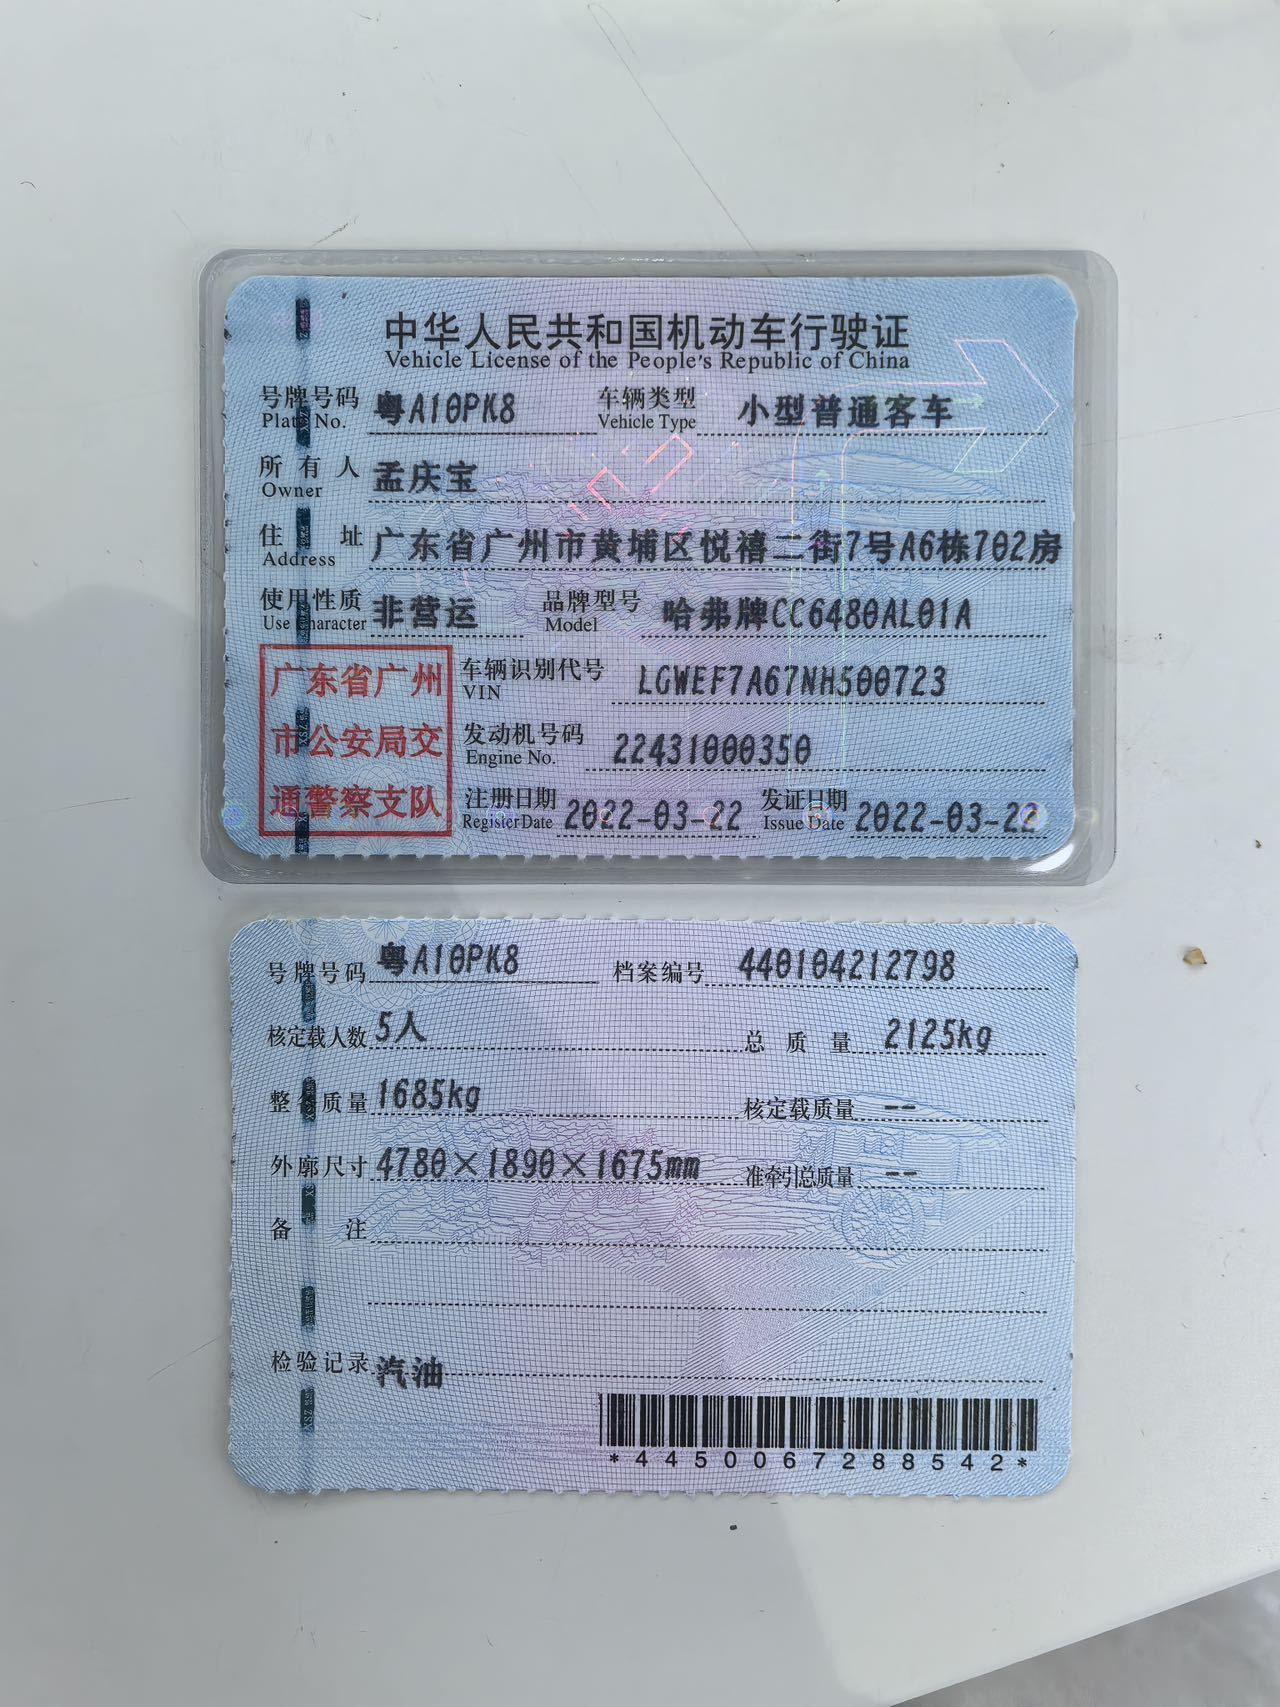 中华人民共和国机动车行驶证
Vehicle License of the People's Republic of China
号牌号码 粤A10PK8 车辆类型 小型普通客车
Plate No. Vehicle Type
所有人 孟庆宝
Owner
住址 广东省广州市黄埔区悦禧二街7号A6栋702房
Address
使用性质 非营运 品牌型号 哈弗牌CC6480AL01A
Use Character Model
车辆识别代号 LGWEF7A67NH500723
VIN
发动机号码 22431000350
Engine No.
注册日期 2022-03-22 发证日期 2022-03-22
Register Date Issue Date
广东省广州
市公安局交
通警察支队
号牌号码 粤A10PK8 档案编号 440104212798
核定载人数 5人 总质量 2125kg
整备质量 1685kg 核定载质量 --
外廓尺寸 4780×1890×1675mm 准牵引总质量 --
备注
检验记录 汽油
*4450067288542*